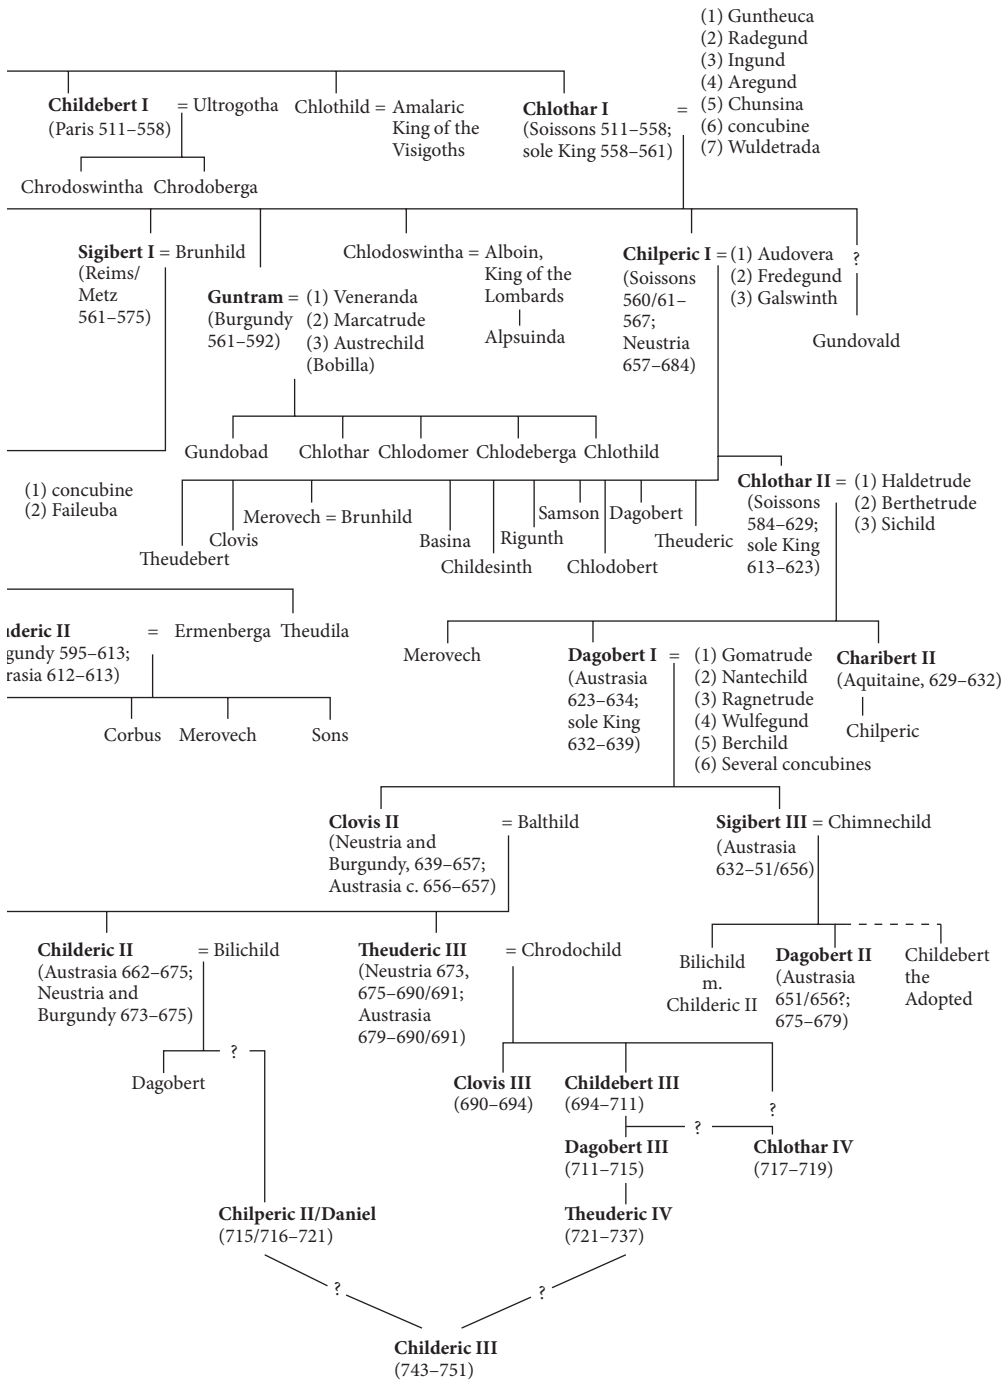 (1) Guntheuca
(2) Radegund
(3) Ingund
(4) Aregund
(5) Chunsina
(6) concubine
(7) Wuldetrada
Childebert I = Ultrogotha
(Paris 511–558)
Chlothild = Amalaric
King of the
Visigoths
Chlothar I =
(Soissons 511–558;
sole King 558–561)
Chrodoswintha Chrodoberga
Sigibert I = Brunhild
(Reims/
Metz
561–575)
Guntram = (1) Veneranda
(Burgundy (2) Marcatrude
561–592) (3) Austrechild
(Bobilla)
Chlodoswintha = Alboin,
King of the
Lombards
Alpsuinda
Chilperic I = (1) Audovera
(Soissons (2) Fredegund
560/61– (3) Galswinth
567;
Neustria
657–684)
?
Gundovald
Gundobad Chlothar Chlodomer Chlodeberga Chlothild
(1) concubine
(2) Faileuba
Theudebert
Clovis
Merovech = Brunhild
Basina
Childesinth
Rigunth
Samson
Chlodobert
Dagobert
Theuderic
Chlothar II = (1) Haldetrude
(Soissons (2) Berthetrude
584–629; (3) Sichild
sole King
613–623)
uderic II = Ermenberga Theudila
gundy 595–613;
rasia 612–613)
Corbus Merovech Sons
Merovech
Dagobert I = (1) Gomatrude
(Austrasia (2) Nantechild
623–634; (3) Ragnetrude
sole King (4) Wulfegund
632–639) (5) Berchild
(6) Several concubines
Charibert II
(Aquitaine, 629–632)
Chilperic
Clovis II = Balthild
(Neustria and
Burgundy, 639–657;
Austrasia c. 656–657)
Sigibert III = Chimnechild
(Austrasia
632–51/656)
Childeric II = Bilichild
(Austrasia 662–675;
Neustria and
Burgundy 673–675)
Theuderic III = Chrodochild
(Neustria 673,
675–690/691;
Austrasia
679–690/691)
Bilichild
m.
Childeric II
Dagobert II
(Austrasia
651/656?;
675–679)
Childebert
the
Adopted
?
Dagobert
Clovis III
(690–694)
Childebert III
(694–711)
?
?
Dagobert III
(711–715)
Chlothar IV
(717–719)
Chilperic II/Daniel
(715/716–721)
Theuderic IV
(721–737)
? ?
Childeric III
(743–751)